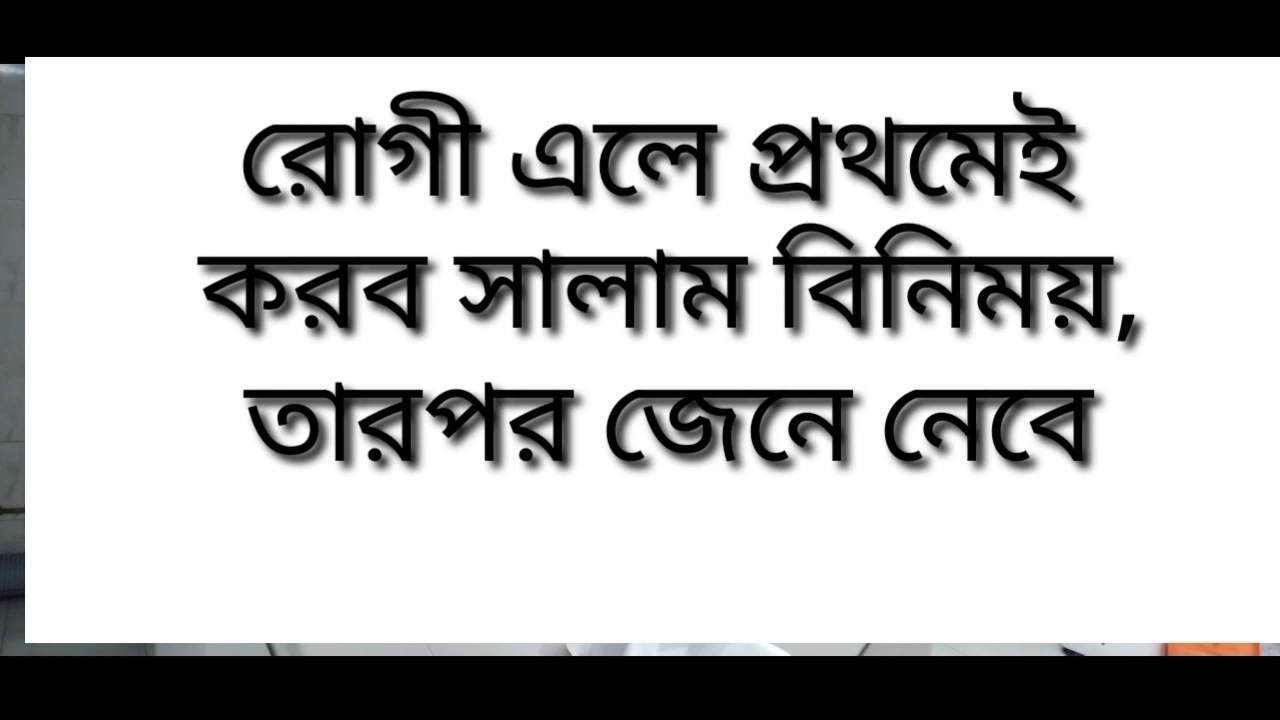 রোগী এলে প্রথমেই
করব সালাম বিনিময়,
তারপর জেনে নেবে